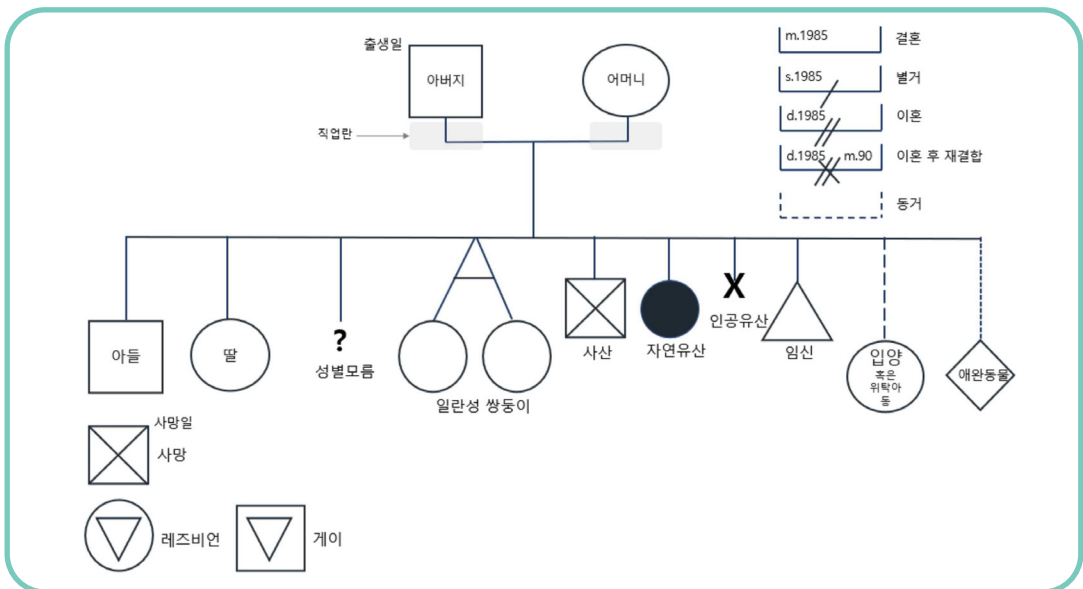 출생일
아버지
어머니
직업란
m.1985
결혼
s.1985
별거
d.1985
이혼
d.1985 m.90
이혼 후 재결합
동거
아들
딸
?
성별모름
일란성 쌍둥이
사산
자연유산
X
인공유산
임신
입양
혹은
위탁아
동
애완동물
사망일
사망
레즈비언
게이